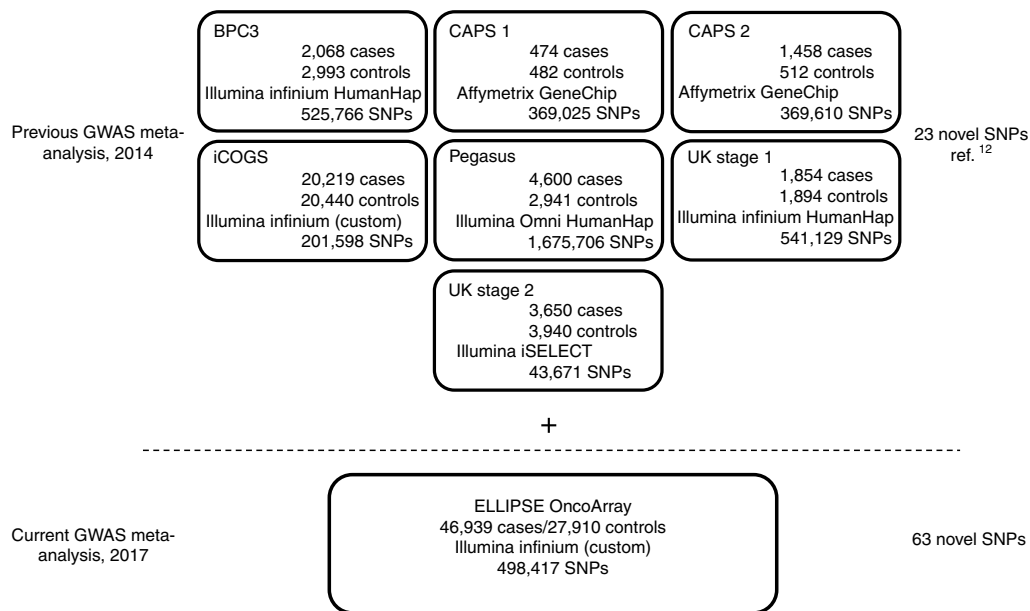 BPC3
2,068 cases
2,993 controls
Illumina infinium HumanHap
525,766 SNPs
CAPS 1
474 cases
482 controls
Affymetrix GeneChip
369,025 SNPs
CAPS 2
1,458 cases
512 controls
Affymetrix GeneChip
369,610 SNPs
Previous GWAS meta-
analysis, 2014
23 novel SNPs
ref. 12
iCOGS
20,219 cases
20,440 controls
Illumina infinium (custom)
201,598 SNPs
Pegasus
4,600 cases
2,941 controls
Illumina Omni HumanHap
1,675,706 SNPs
UK stage 1
1,854 cases
1,894 controls
Illumina infinium HumanHap
541,129 SNPs
UK stage 2
3,650 cases
3,940 controls
Illumina iSELECT
43,671 SNPs
+
Current GWAS meta-
analysis, 2017
ELLIPSE OncoArray
46,939 cases/27,910 controls
Illumina infinium (custom)
498,417 SNPs
63 novel SNPs